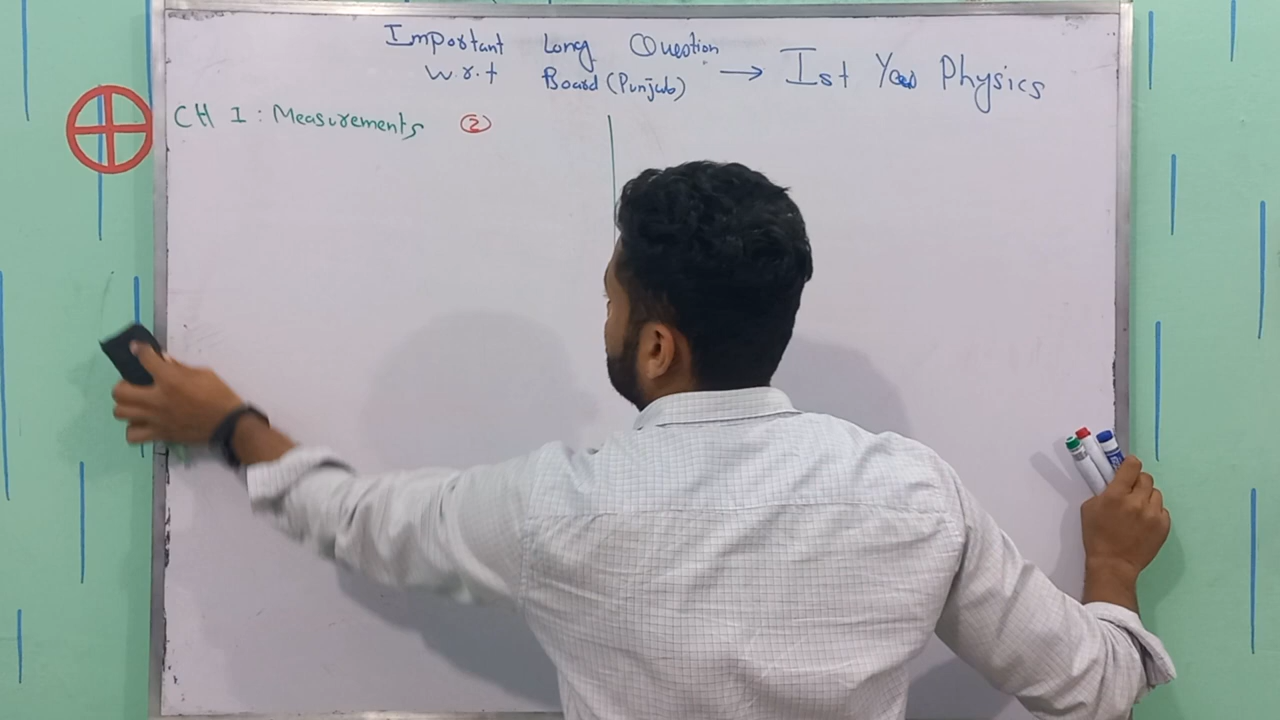 Important Long Question
w.r.t Board (Punjab) → Ist Year Physics
CH 1 : Measurements ②